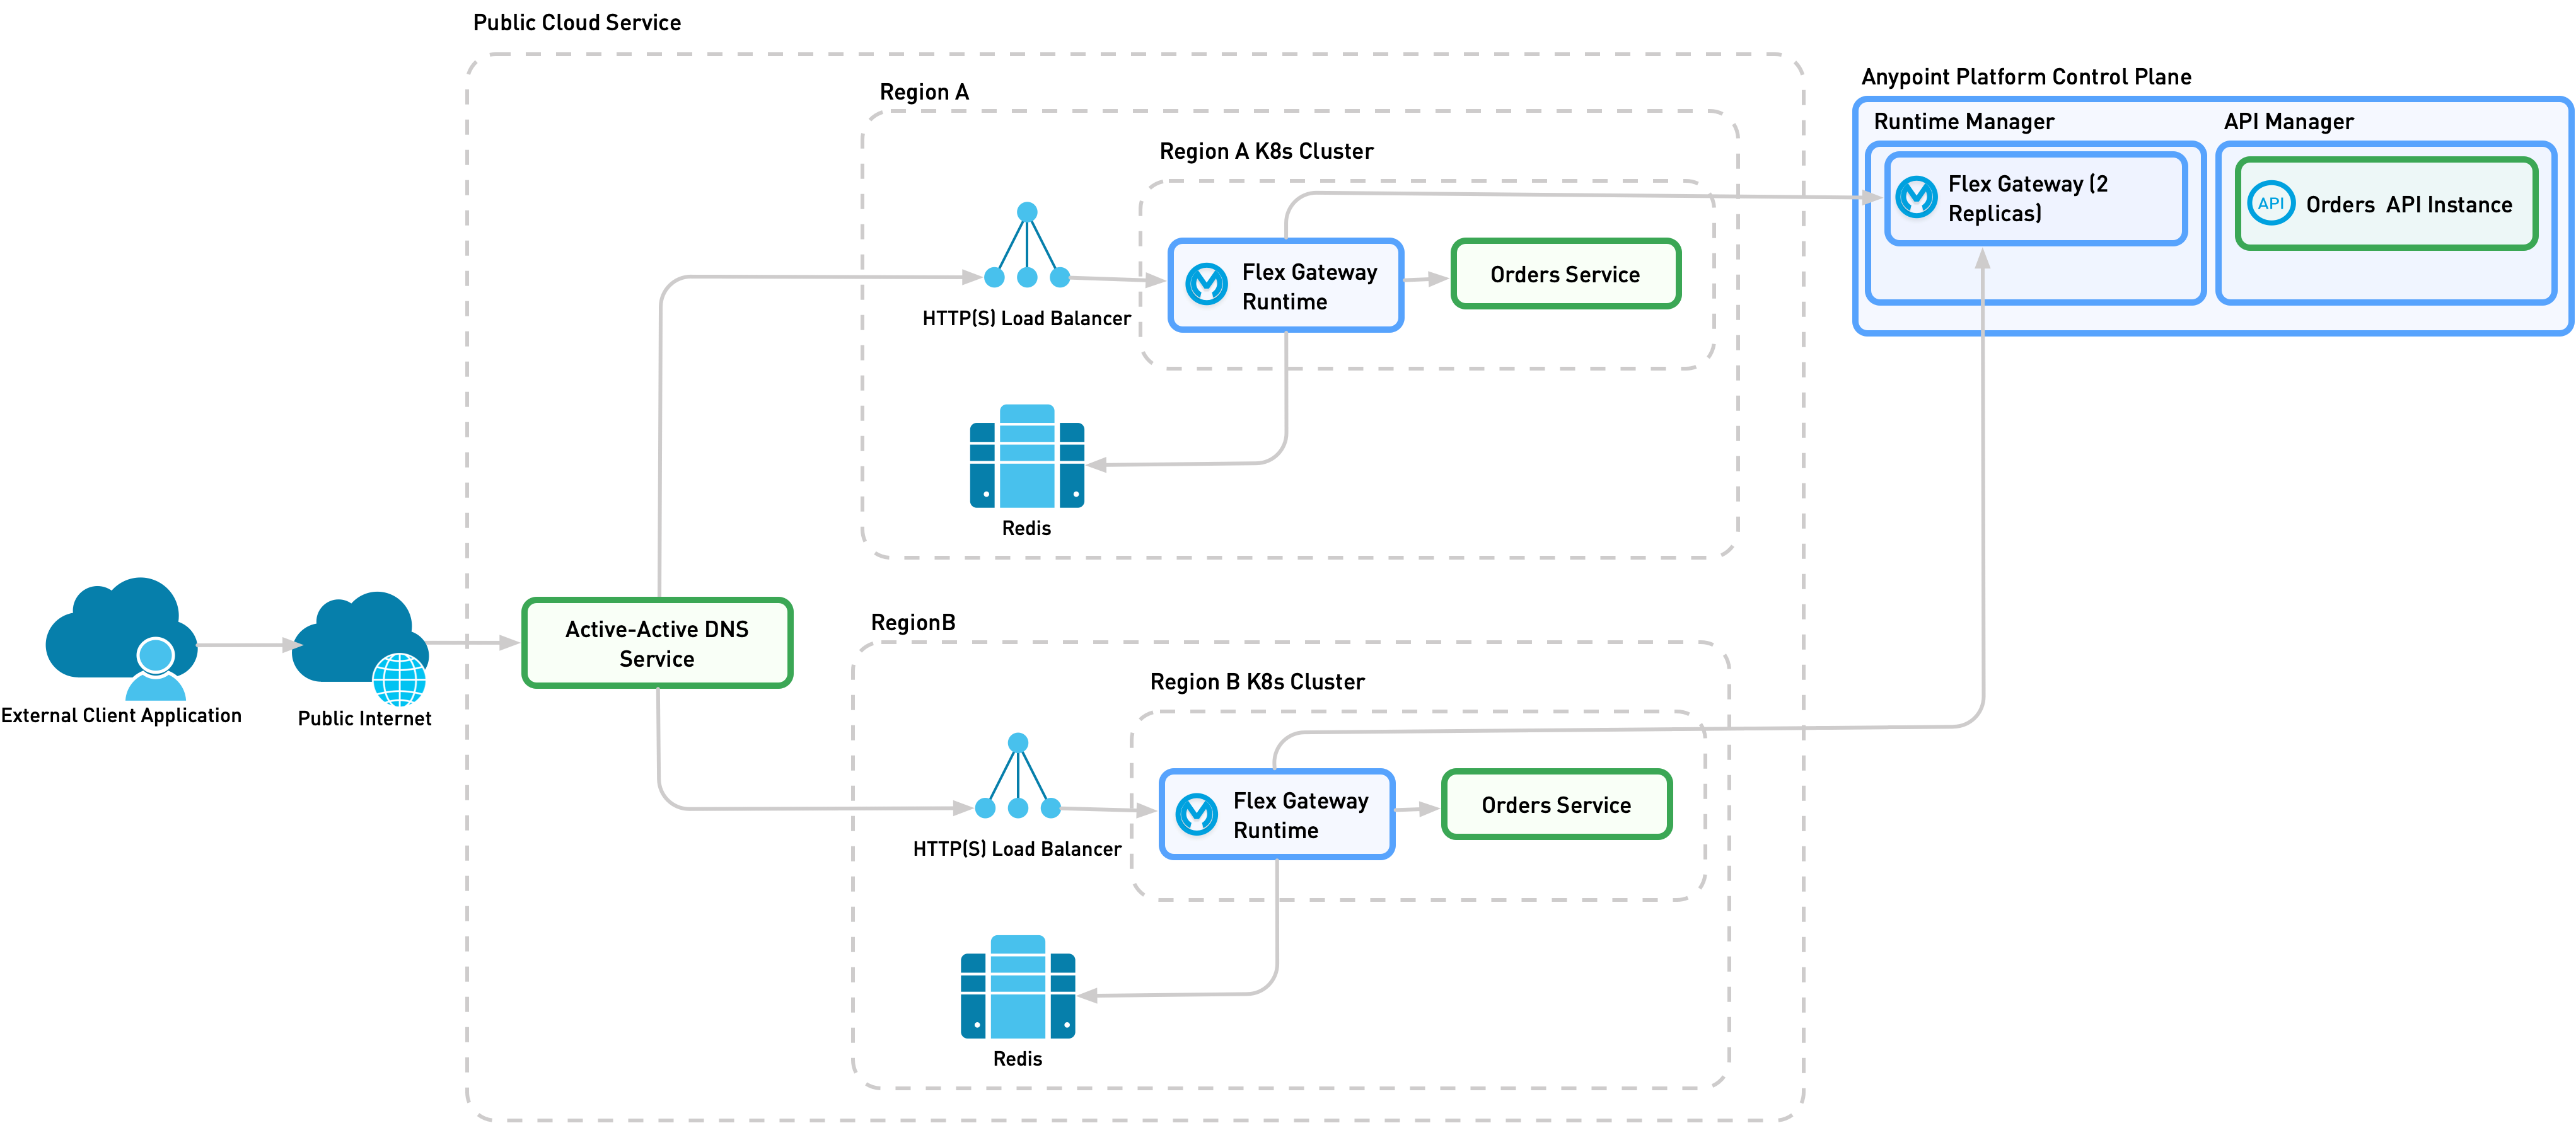 Public Cloud Service
Region A
Region A K8s Cluster
HTTP(S) Load Balancer
Flex Gateway
Runtime
Orders Service
Redis
Anypoint Platform Control Plane
Runtime Manager
Flex Gateway (2
Replicas)
API Manager
API
Orders API Instance
External Client Application
Public Internet
Active-Active DNS
Service
RegionB
Region B K8s Cluster
HTTP(S) Load Balancer
Flex Gateway
Runtime
Orders Service
Redis